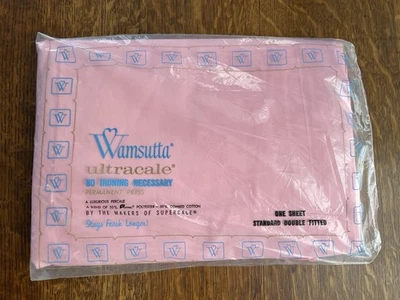 Wamsutta®
ultracale®
NO IRONING NECESSARY
PERMANENT PRESS
A LUXURIOUS PERCALE
BY THE MAKERS OF SUPERCALE®
Stays Fresh Longer!
ONE SHEET
STANDARD DOUBLE FITTED